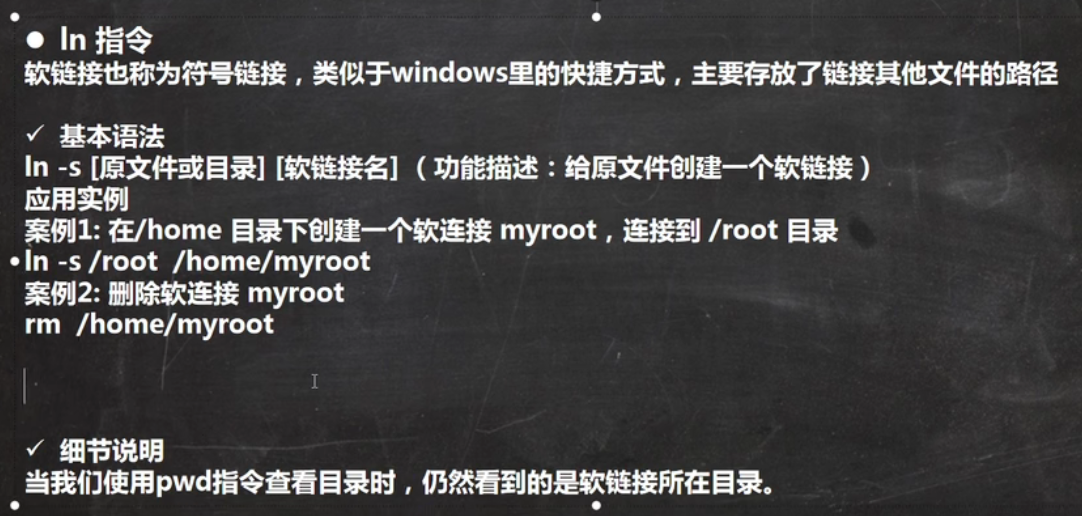 ● ln 指令
软链接也称为符号链接，类似于windows里的快捷方式，主要存放了链接其他文件的路径
✓ 基本语法
ln -s [原文件或目录] [软链接名] （功能描述：给原文件创建一个软链接）
应用实例
案例1: 在/home 目录下创建一个软连接 myroot，连接到 /root 目录
ln -s /root  /home/myroot
案例2: 删除软连接 myroot
rm  /home/myroot
✓ 细节说明
当我们使用pwd指令查看目录时，仍然看到的是软链接所在目录。